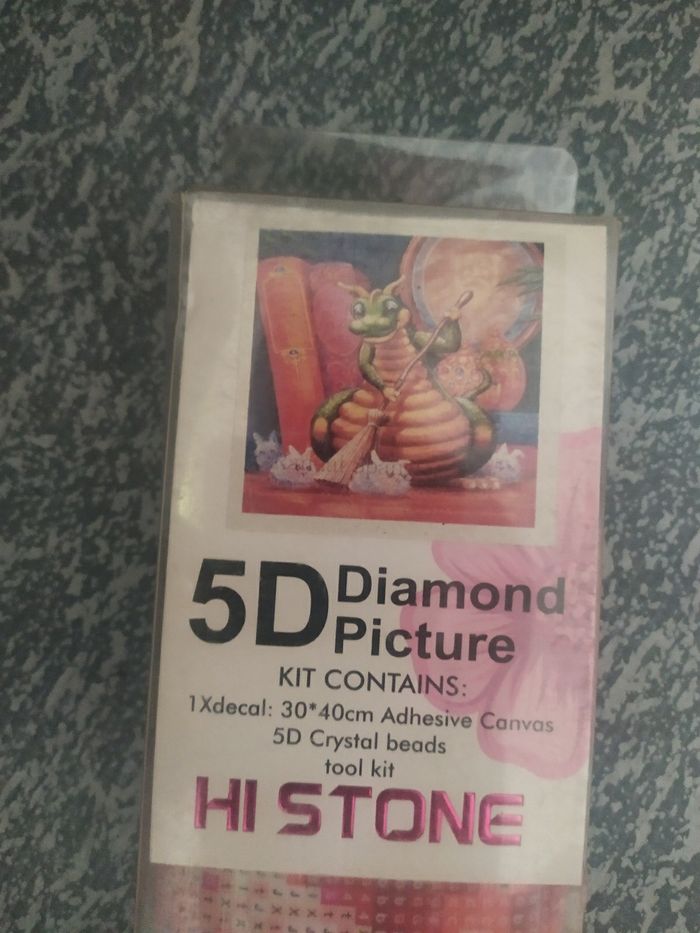 5D Diamond
Picture
KIT CONTAINS:
1Xdecal: 30*40cm Adhesive Canvas
5D Crystal beads
tool kit
HI STONE